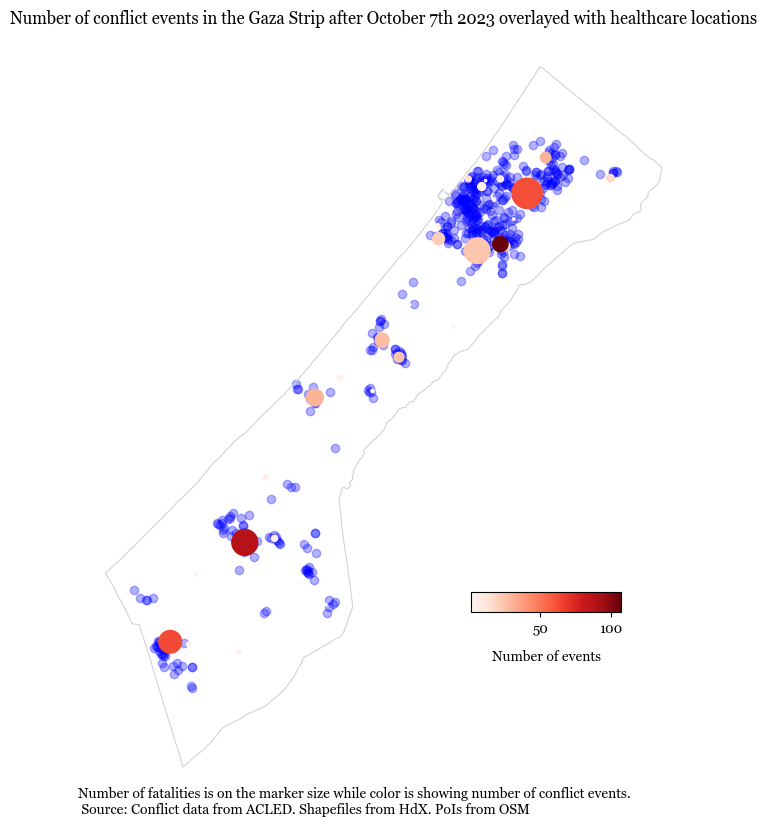 Number of conflict events in the Gaza Strip after October 7th 2023 overlayed with healthcare locations
50 100
Number of events
Number of fatalities is on the marker size while color is showing number of conflict events.
Source: Conflict data from ACLED. Shapefiles from HdX. PoIs from OSM